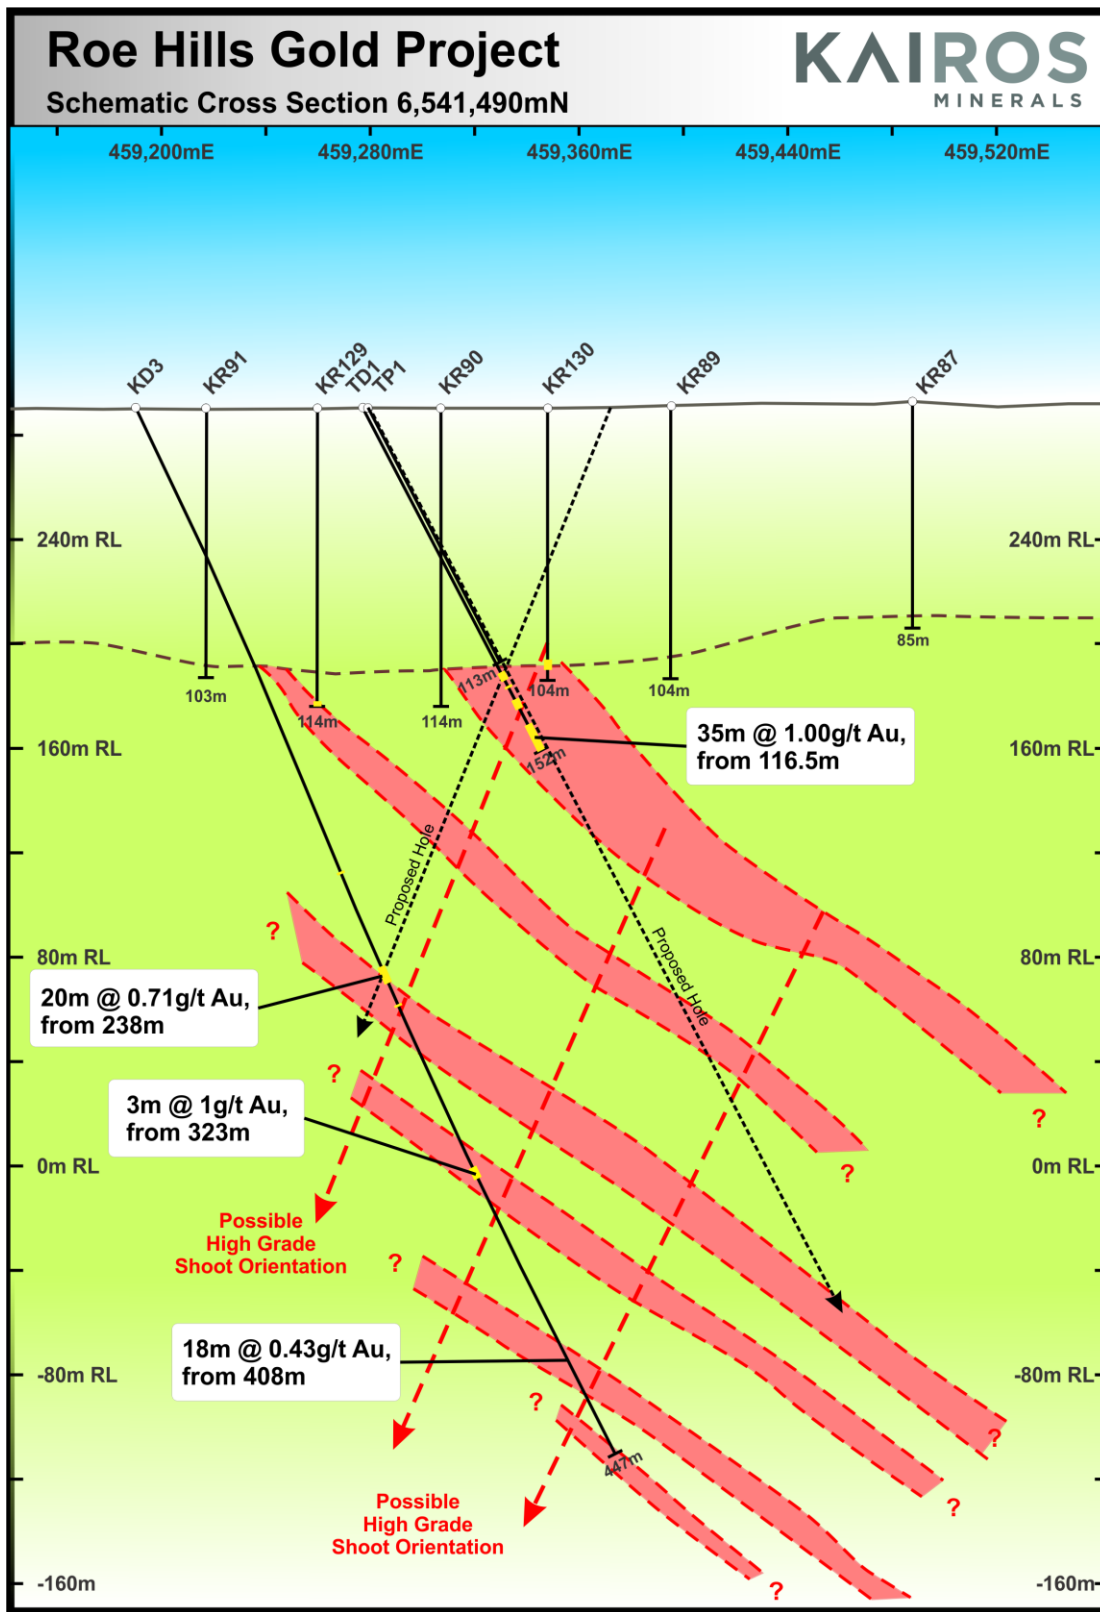 Roe Hills Gold Project
Schematic Cross Section 6,541,490mN
KAIROS
MINERALS
459,200mE
459,280mE
459,360mE
459,440mE
459,520mE
KD3
KR91
KR129
TD1
TP1
KR90
KR130
KR89
KR87
240m RL
240m RL
85m
113m
103m
104m
104m
114m
114m
152m
160m RL
160m RL
35m @ 1.00g/t Au,
from 116.5m
Proposed Hole
Proposed Hole
?
80m RL
80m RL
20m @ 0.71g/t Au,
from 238m
?
?
3m @ 1g/t Au,
from 323m
0m RL
0m RL
?
Possible
High Grade
Shoot Orientation
?
18m @ 0.43g/t Au,
from 408m
-80m RL
-80m RL
?
?
447m
?
Possible
High Grade
Shoot Orientation
-160m
-160m
?